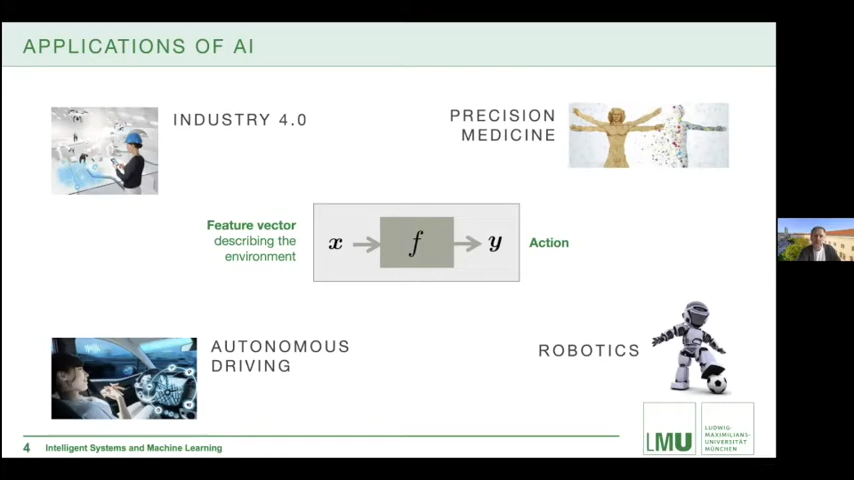 APPLICATIONS OF AI
INDUSTRY 4.0
PRECISION
MEDICINE
Feature vector
describing the
environment
x
f
y
Action
AUTONOMOUS
DRIVING
ROBOTICS
4 Intelligent Systems and Machine Learning
LMU
LUDWIG-
MAXIMILIANS-
UNIVERSITÄT
MÜNCHEN